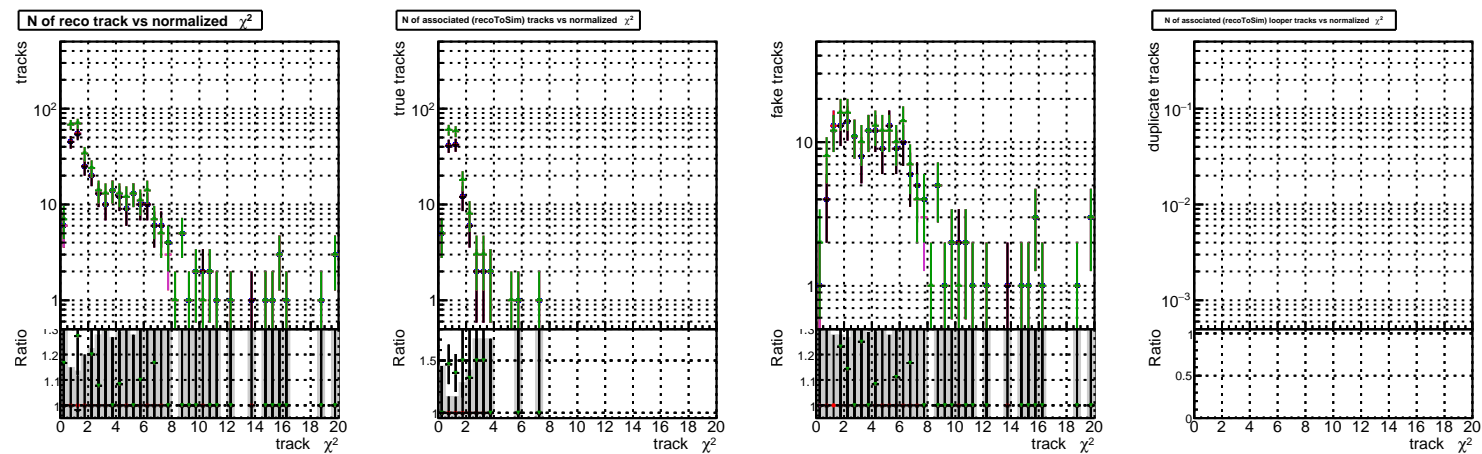 N of reco track vs normalized χ²
tracks
10²
10
1
Ratio
1.3
1.2
1.1
1
0 2 4 6 8 10 12 14 16 18 20
track χ²
N of associated (recoToSim) tracks vs normalized χ²
true tracks
10²
10
1
Ratio
1.5
1
0 2 4 6 8 10 12 14 16 18 20
track χ²
fake tracks
10
1
Ratio
1.3
1.2
1.1
1
0 2 4 6 8 10 12 14 16 18 20
track χ²
N of associated (recoToSim) looper tracks vs normalized χ²
duplicate tracks
10⁻¹
10⁻²
10⁻³
Ratio
1
0.5
0
0 2 4 6 8 10 12 14 16 18 20
track χ²